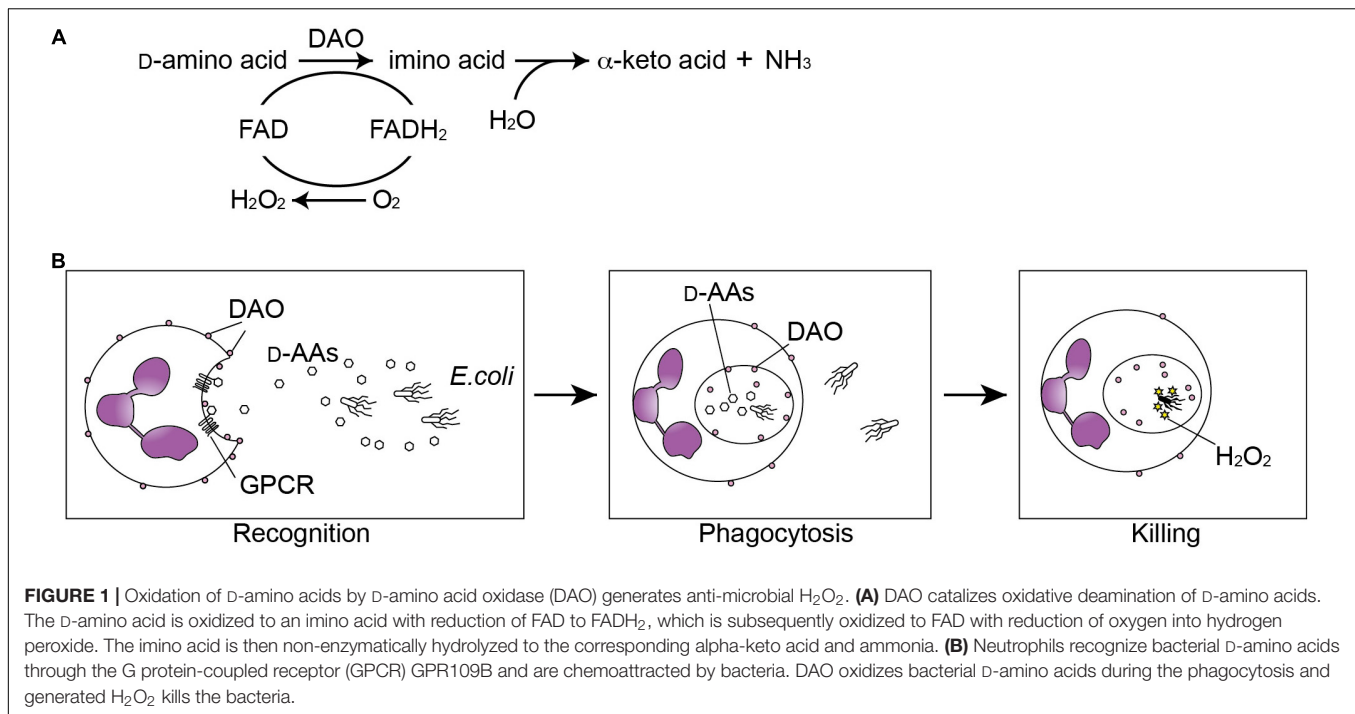 A
DAO
D-amino acid imino acid α-keto acid + NH₃
FAD FADH₂ H₂O
H₂O₂ O₂
B
DAO
D-AAs
E.coli
GPCR
Recognition
D-AAs
DAO
Phagocytosis
H₂O₂
Killing
FIGURE 1 | Oxidation of D-amino acids by D-amino acid oxidase (DAO) generates anti-microbial H₂O₂. (A) DAO catalizes oxidative deamination of D-amino acids.
The D-amino acid is oxidized to an imino acid with reduction of FAD to FADH₂, which is subsequently oxidized to FAD with reduction of oxygen into hydrogen
peroxide. The imino acid is then non-enzymatically hydrolyzed to the corresponding alpha-keto acid and ammonia. (B) Neutrophils recognize bacterial D-amino acids
through the G protein-coupled receptor (GPCR) GPR109B and are chemoattracted by bacteria. DAO oxidizes bacterial D-amino acids during the phagocytosis and
generated H₂O₂ kills the bacteria.